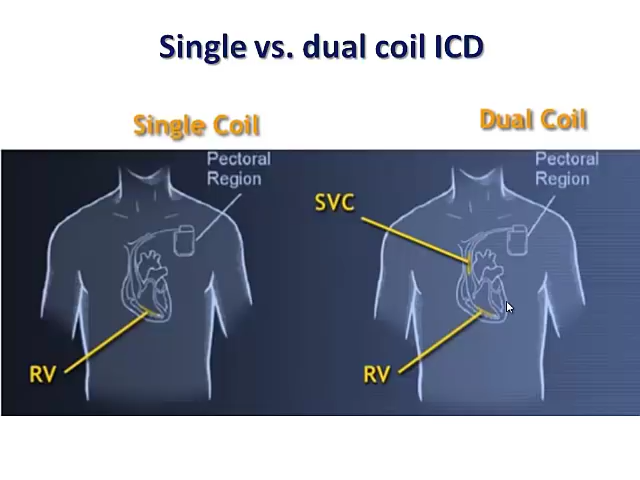 Single vs. dual coil ICD
Single Coil
Dual Coil
Pectoral
Region
RV
Pectoral
Region
SVC
RV